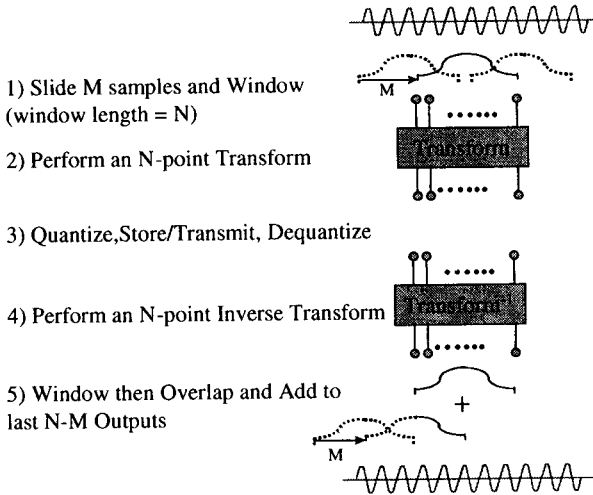 1) Slide M samples and Window
(window length = N)
M
Transform
2) Perform an N-point Transform
3) Quantize,Store/Transmit, Dequantize
Transform⁻¹
4) Perform an N-point Inverse Transform
5) Window then Overlap and Add to
last N-M Outputs
+
M